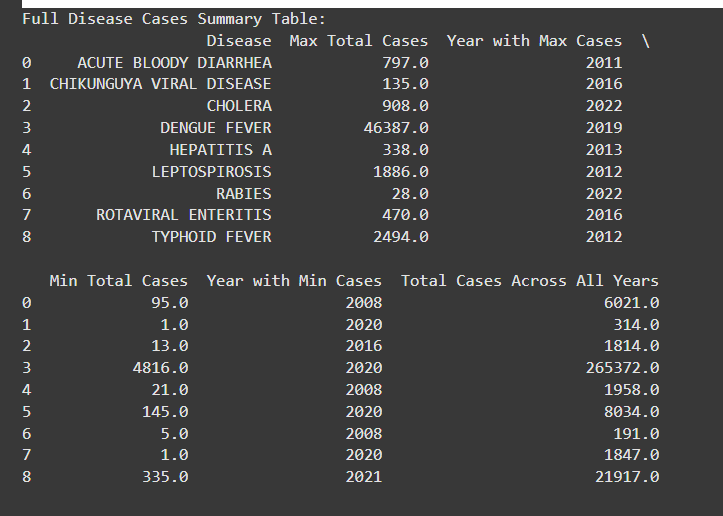 Full Disease Cases Summary Table:
Disease Max Total Cases Year with Max Cases \
0 ACUTE BLOODY DIARRHEA 797.0 2011
1 CHIKUNGUYA VIRAL DISEASE 135.0 2016
2 CHOLERA 908.0 2022
3 DENGUE FEVER 46387.0 2019
4 HEPATITIS A 338.0 2013
5 LEPTOSPIROSIS 1886.0 2012
6 RABIES 28.0 2022
7 ROTAVIRAL ENTERITIS 470.0 2016
8 TYPHOID FEVER 2494.0 2012
Min Total Cases Year with Min Cases Total Cases Across All Years
0 95.0 2008 6021.0
1 1.0 2020 314.0
2 13.0 2016 1814.0
3 4816.0 2020 265372.0
4 21.0 2008 1958.0
5 145.0 2020 8034.0
6 5.0 2008 191.0
7 1.0 2020 1847.0
8 335.0 2021 21917.0